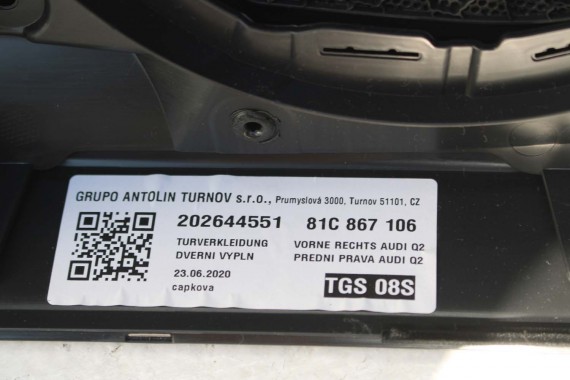 GRUPO ANTOLIN TURNOV s.r.o., Prumyslová 3000, Turnov 51101, CZ
202644551 81C 867 106
TURVERKLEIDUNG VORNE RECHTS AUDI Q2
DVERNI VYPLN PREDNI PRAVA AUDI Q2
23.06.2020 TGS 08S
capkova